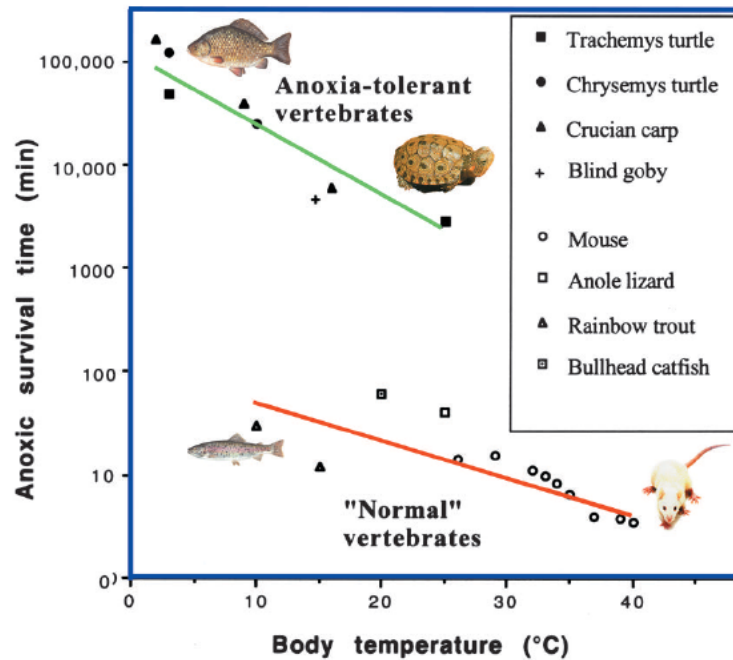 100,000
10,000
1000
100
10
0)
0
10
20
30
40
Anoxic survival time (min)
Body temperature (°C)
Anoxia-tolerant
vertebrates
"Normal"
vertebrates
Trachemys turtle
Chrysemys turtle
Crucian carp
Blind goby
Mouse
Anole lizard
Rainbow trout
Bullhead catfish